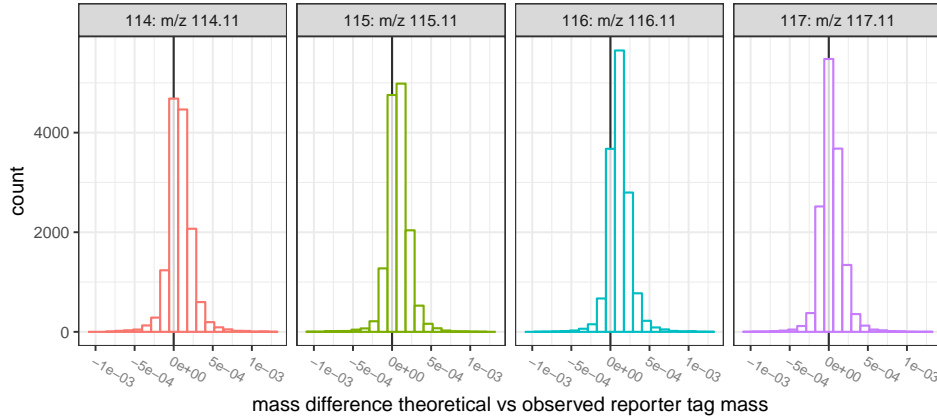 114: m/z 114.11 115: m/z 115.11 116: m/z 116.11 117: m/z 117.11
count
4000
2000
0
−1e−03 −5e−04 0e+00 5e−04 1e−03 −1e−03 −5e−04 0e+00 5e−04 1e−03 −1e−03 −5e−04 0e+00 5e−04 1e−03 −1e−03 −5e−04 0e+00 5e−04 1e−03
mass difference theoretical vs observed reporter tag mass